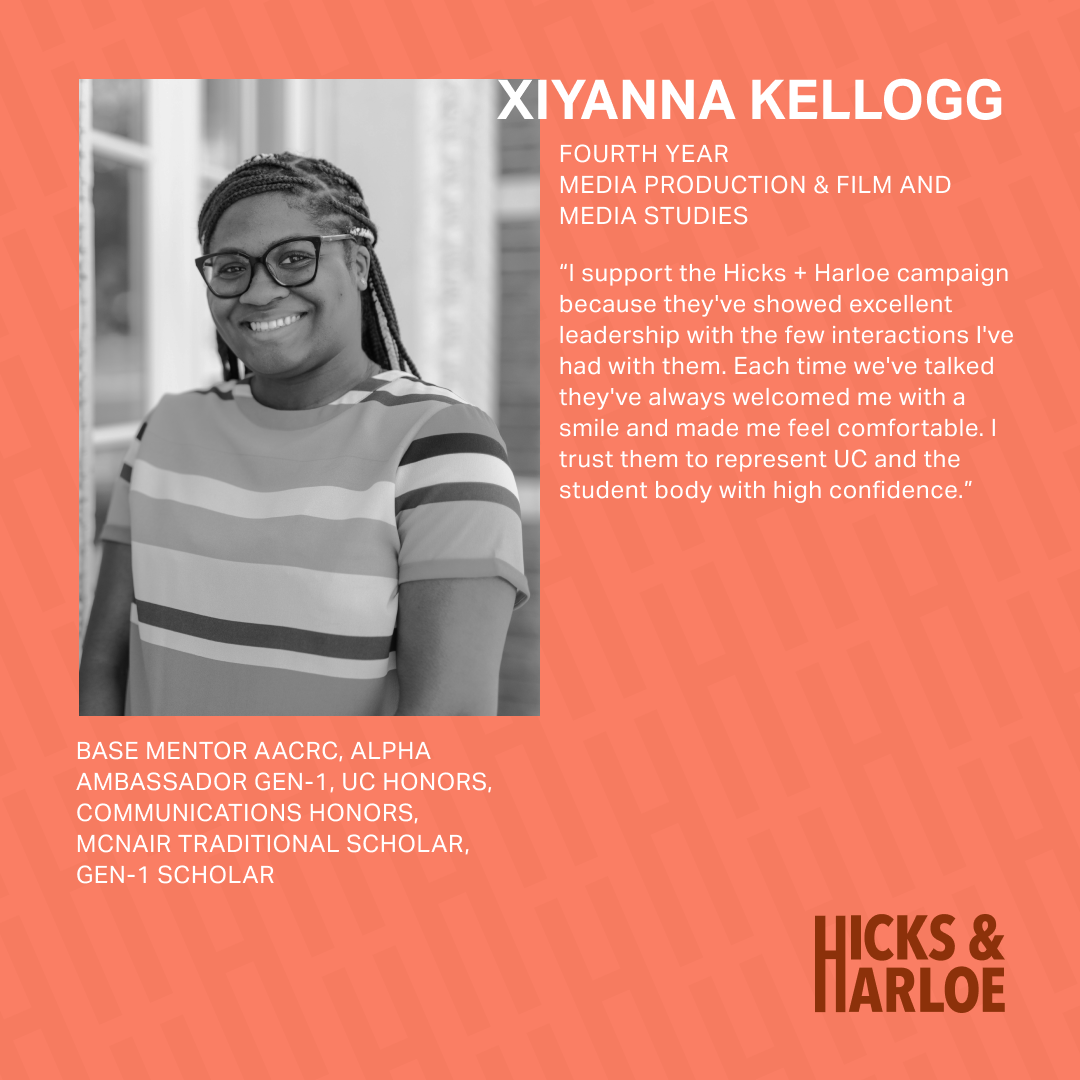 XIYANNA KELLOGG
FOURTH YEAR
MEDIA PRODUCTION & FILM AND
MEDIA STUDIES
“I support the Hicks + Harloe campaign
because they've showed excellent
leadership with the few interactions I've
had with them. Each time we've talked
they've always welcomed me with a
smile and made me feel comfortable. I
trust them to represent UC and the
student body with high confidence.”
BASE MENTOR AACRC, ALPHA
AMBASSADOR GEN-1, UC HONORS,
COMMUNICATIONS HONORS,
MCNAIR TRADITIONAL SCHOLAR,
GEN-1 SCHOLAR
HICKS &
HARLOE